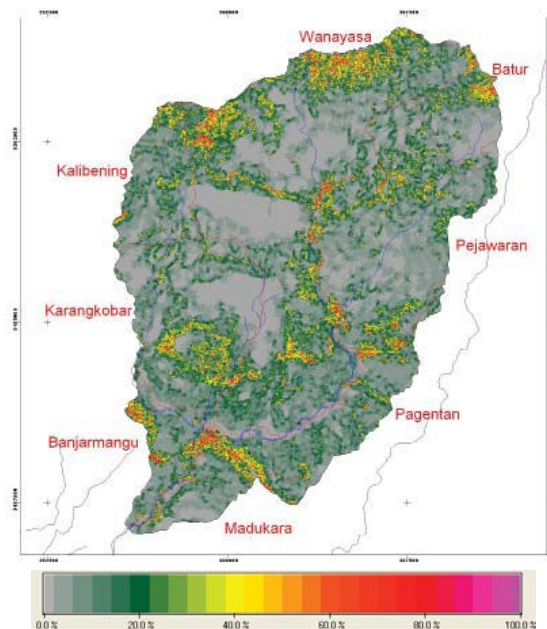 Wanayasa
Batur
Kalibening
Pejawaran
Karangkobar
Pagentan
Banjarmangu
Madukara
0.0 % 20.0 % 40.0 % 60.0 % 80.0 % 100.0 %